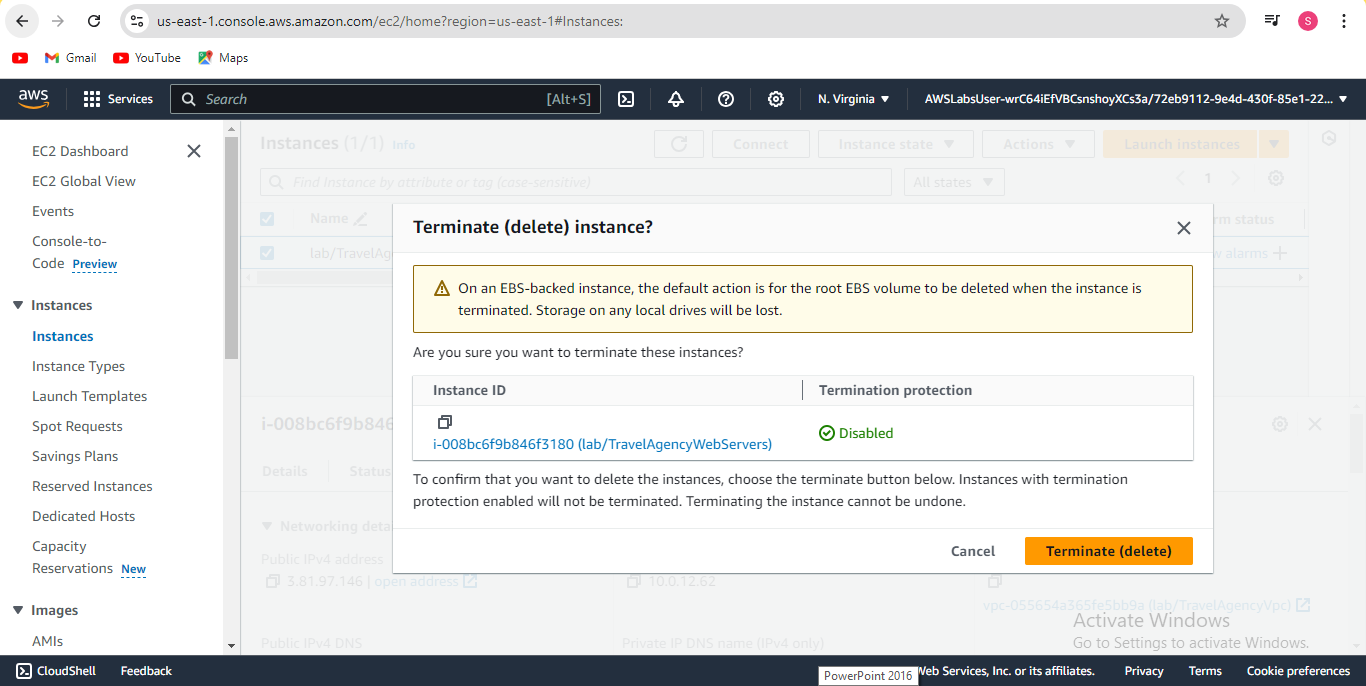 us-east-1.console.aws.amazon.com/ec2/home?region=us-east-1#Instances:
S
Gmail
YouTube
Maps
aws
Services
Search
[Alt+S]
N. Virginia
AWSLabsUser-wrC64iEfVBCsnshoyXCs3a/72eb9112-9e4d-430f-85e1-22...
EC2 Dashboard
EC2 Global View
Events
Console-to-
Code Preview
Instances
Instances
Instance Types
Launch Templates
Spot Requests
Savings Plans
Reserved Instances
Dedicated Hosts
Capacity
Reservations New
Images
AMIs
Instances (1/1) Info
Connect
Instance state
Actions
Launch instances
Find Instance by attribute or tag (case-sensitive)
All states
1
Name
rm status
lab/TravelAg
w alarms
Terminate (delete) instance?
On an EBS-backed instance, the default action is for the root EBS volume to be deleted when the instance is
terminated. Storage on any local drives will be lost.
Are you sure you want to terminate these instances?
Instance ID
Termination protection
i-008bc6f9b846f3180 (lab/TravelAgencyWebServers)
Disabled
To confirm that you want to delete the instances, choose the terminate button below. Instances with termination
protection enabled will not be terminated. Terminating the instance cannot be undone.
Cancel
Terminate (delete)
i-008bc6f9b846
Details
Status
Networking deta
Public IPv4 address
3.81.97.146 | open address
10.0.12.62
vpc-055654a365fe5bb9a (lab/TravelAgencyVpc)
Public IPv4 DNS
Private IP DNS name (IPv4 only)
Activate Windows
Go to Settings to activate Windows.
CloudShell
Feedback
PowerPoint 2016
Web Services, Inc. or its affiliates.
Privacy
Terms
Cookie preferences